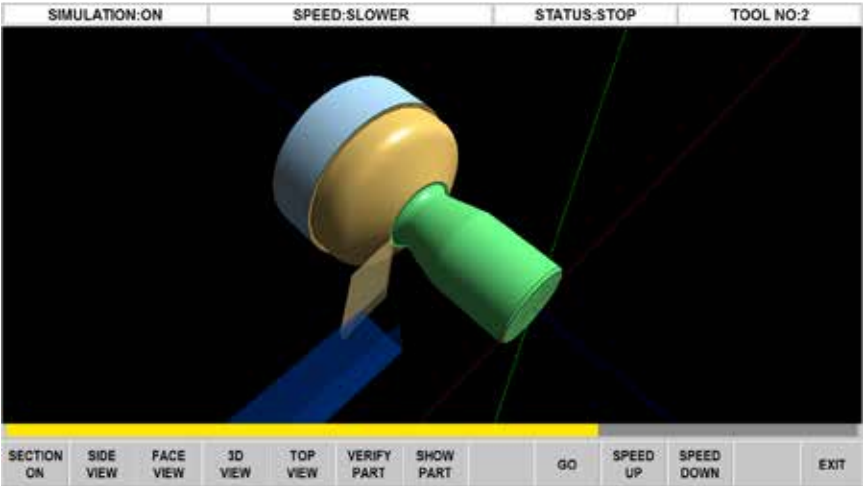 SIMULATION:ON SPEED:SLOWER STATUS:STOP TOOL NO:2
SECTION ON SIDE VIEW FACE VIEW 3D VIEW TOP VIEW VERIFY PART SHOW PART GO SPEED UP SPEED DOWN EXIT